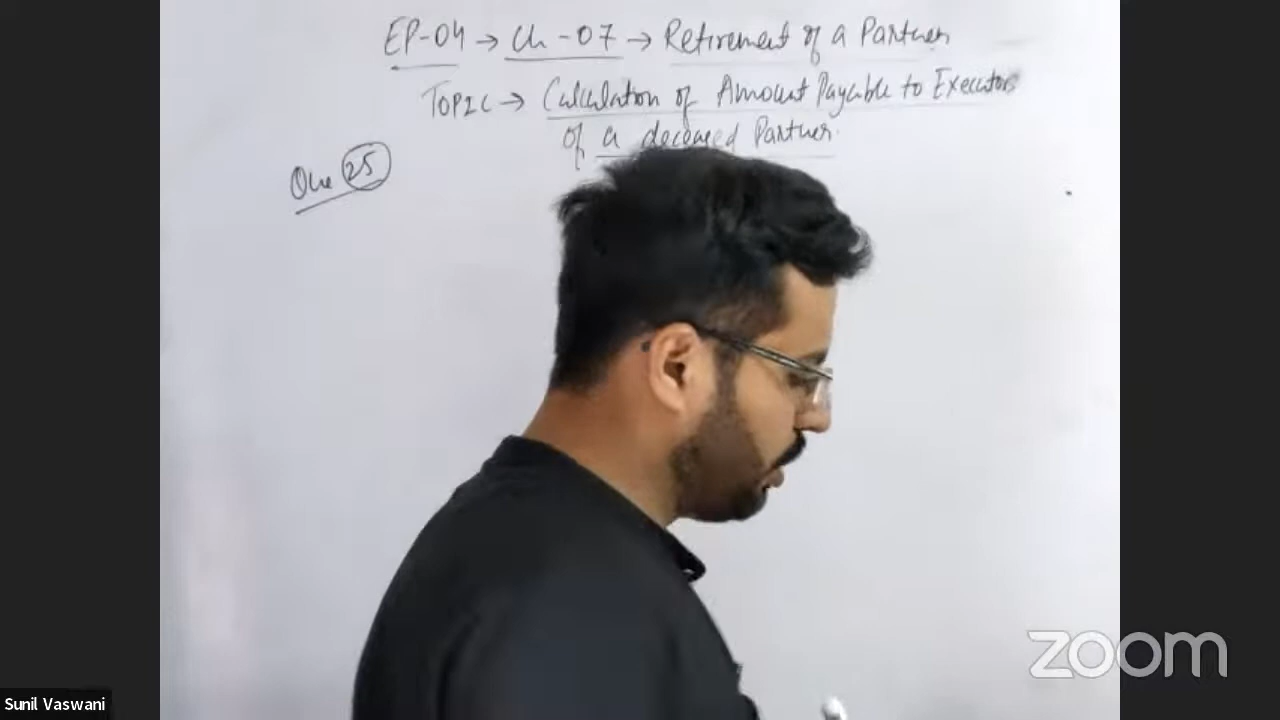 EP-04 → Ch-07 → Retirement of a Partner
TOPIC → Calculation of Amount Payable to Executors
of a deceased Partner.
Que 25
zoom
Sunil Vaswani